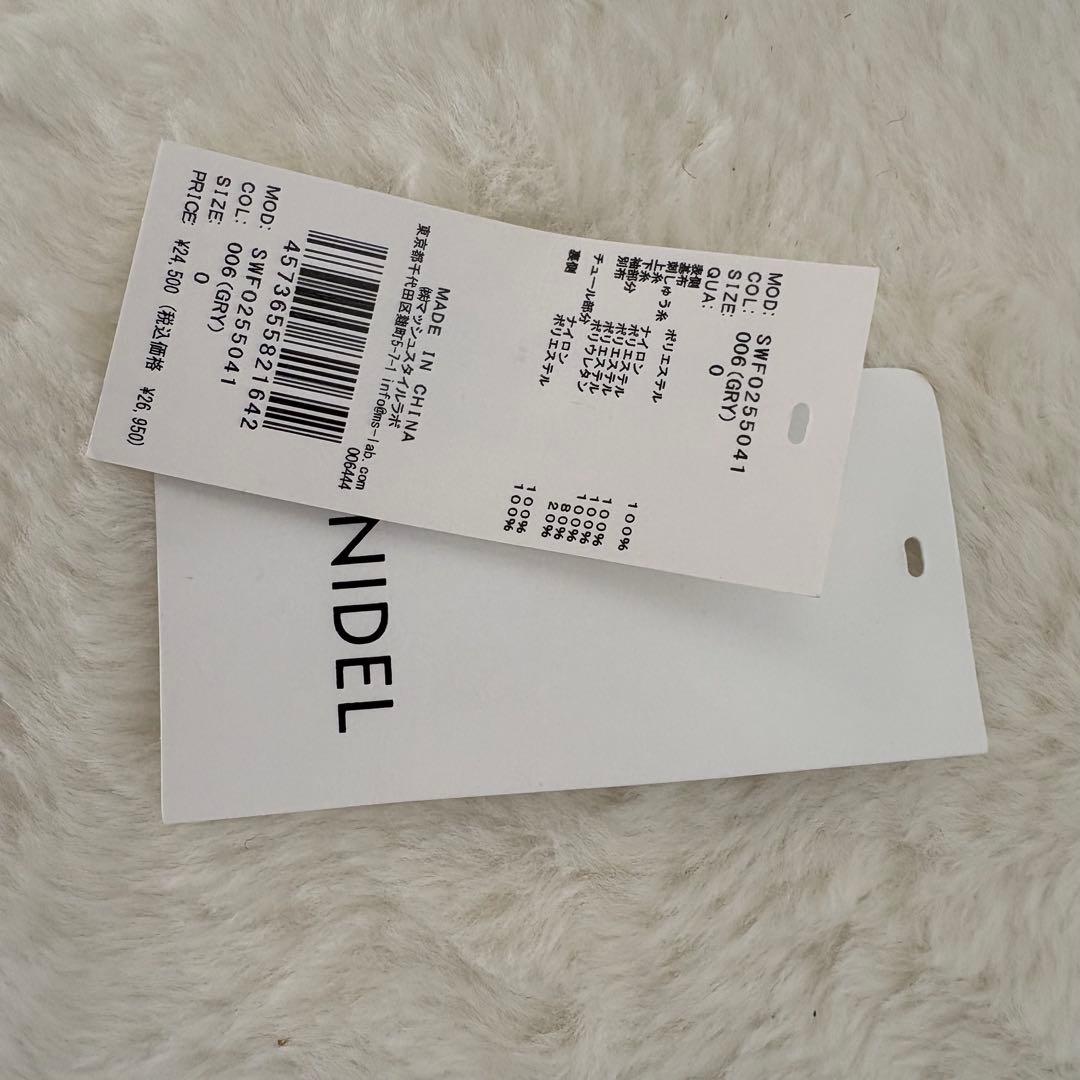 MOD: SWF0255041
COL: 006(GRY)
SIZE: 0
QUA:
表側
基布 ポリエステル 100%
刺しゅう糸
上糸 ナイロン 100%
下糸 ポリエステル 100%
袖部分 ポリエステル 100%
別布 ポリエステル 80%
ポリウレタン 20%
チュール部分 ナイロン 100%
裏側 ポリエステル 100%
MADE IN CHINA
㈱マッシュスタイルラボ
東京都千代田区麹町5-7-1 info@ms-lab.com
006444
4573655821642
MOD: SWF0255041
COL: 006(GRY)
SIZE: 0
PRICE: ¥24,500 (税込価格 ¥26,950)
NIDEL